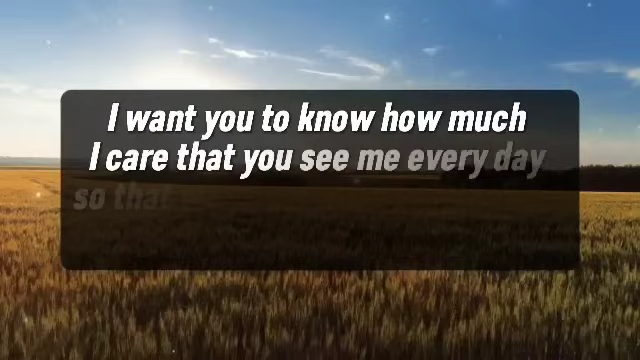 I want you to know how much
I care that you see me every day
so that